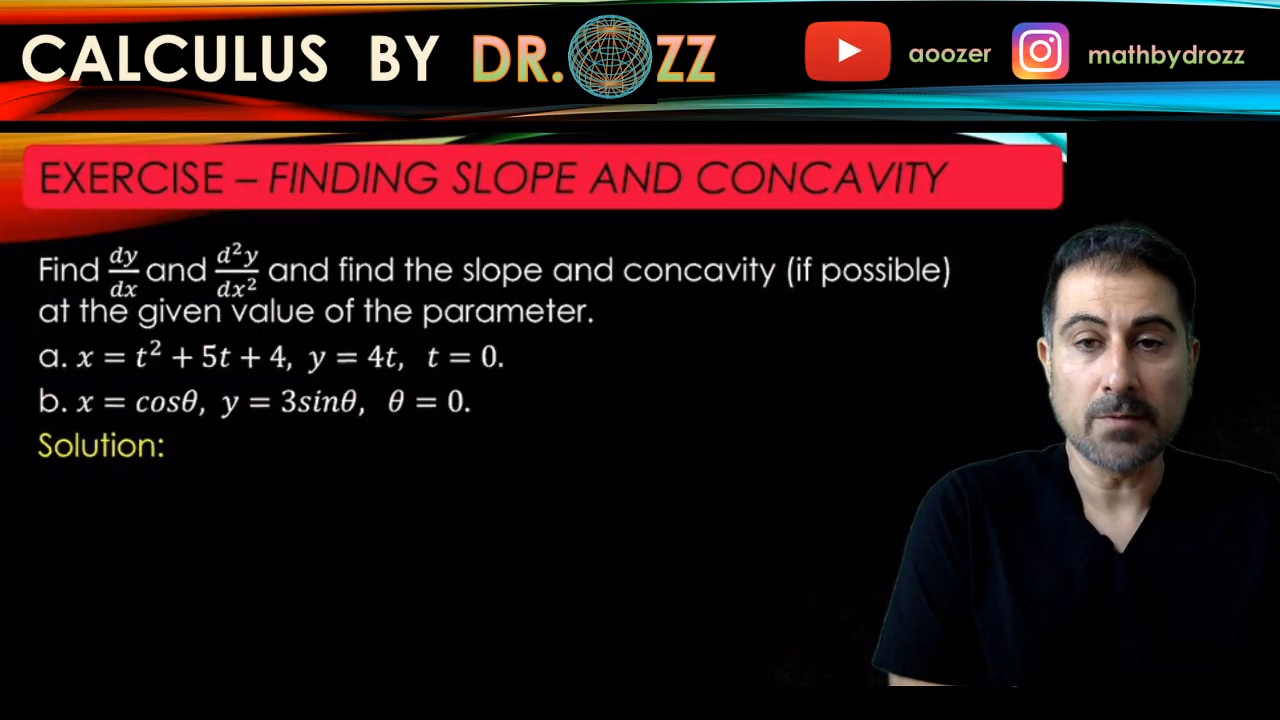 CALCULUS BY DR. OZZ
aoozer
mathbydrozz
EXERCISE – FINDING SLOPE AND CONCAVITY
Find dy/dx and d²y/dx² and find the slope and concavity (if possible)
at the given value of the parameter.
a. x = t² + 5t + 4, y = 4t, t = 0.
b. x = cosθ, y = 3sinθ, θ = 0.
Solution: